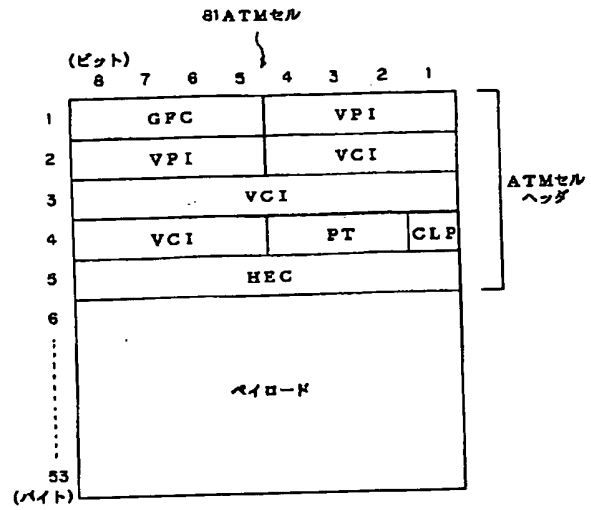 81ATMセル
(ビット)
8 7 6 5 4 3 2 1
1 GFC VPI
2 VPI VCI
3 VCI
ATMセル
ヘッダ
4 VCI PT CLP
5 HEC
6
ペイロード
53
(バイト)